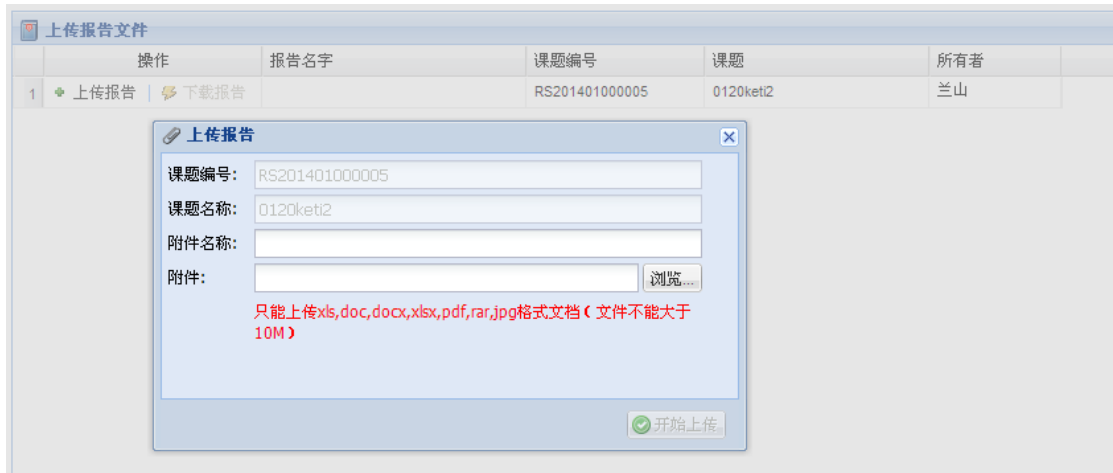 上传报告文件
操作 报告名字 课题编号 课题 所有者
1 上传报告 | 下载报告 RS201401000005 0120keti2 兰山
上传报告
课题编号: RS201401000005
课题名称: 0120keti2
附件名称:
附件: 浏览...
只能上传xls,doc,docx,xlsx,pdf,rar,jpg格式文档(文件不能大于
10M)
开始上传